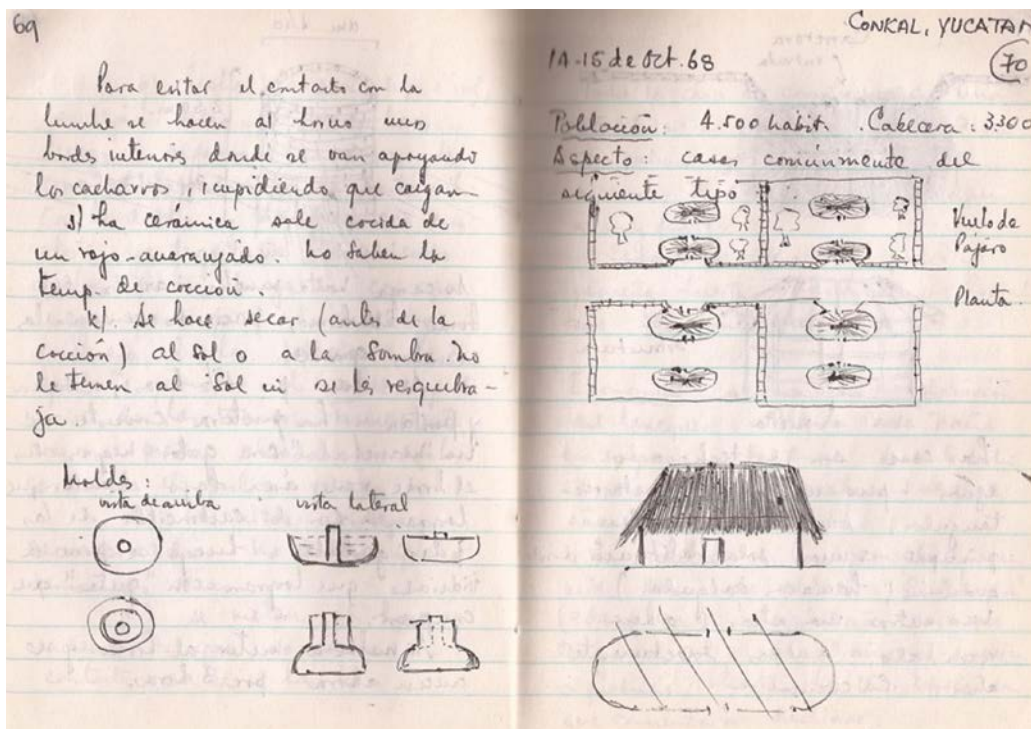 69
Para evitar el contacto con la
lumbre se hacen al horno unos
bordes interiores donde se van apoyando
los cacharros, impidiendo que caigan
j) La cerámica sale cocida de
un rojo-anaranjado. No saben la
temp. de cocción.
k). Se hace secar (antes de la
cocción) al sol o a la sombra. No
le temen al sol ni se les resquebra-
ja
Moldes:
vista de arriba
vista lateral
CONKAL, YUCATAN
14-15 de Oct. 68
70
Población: 4.500 habit. Cabecera: 3300
Aspecto: casas comúnmente del
siguiente tipo:
Vuelo de
Pájaro
Planta.